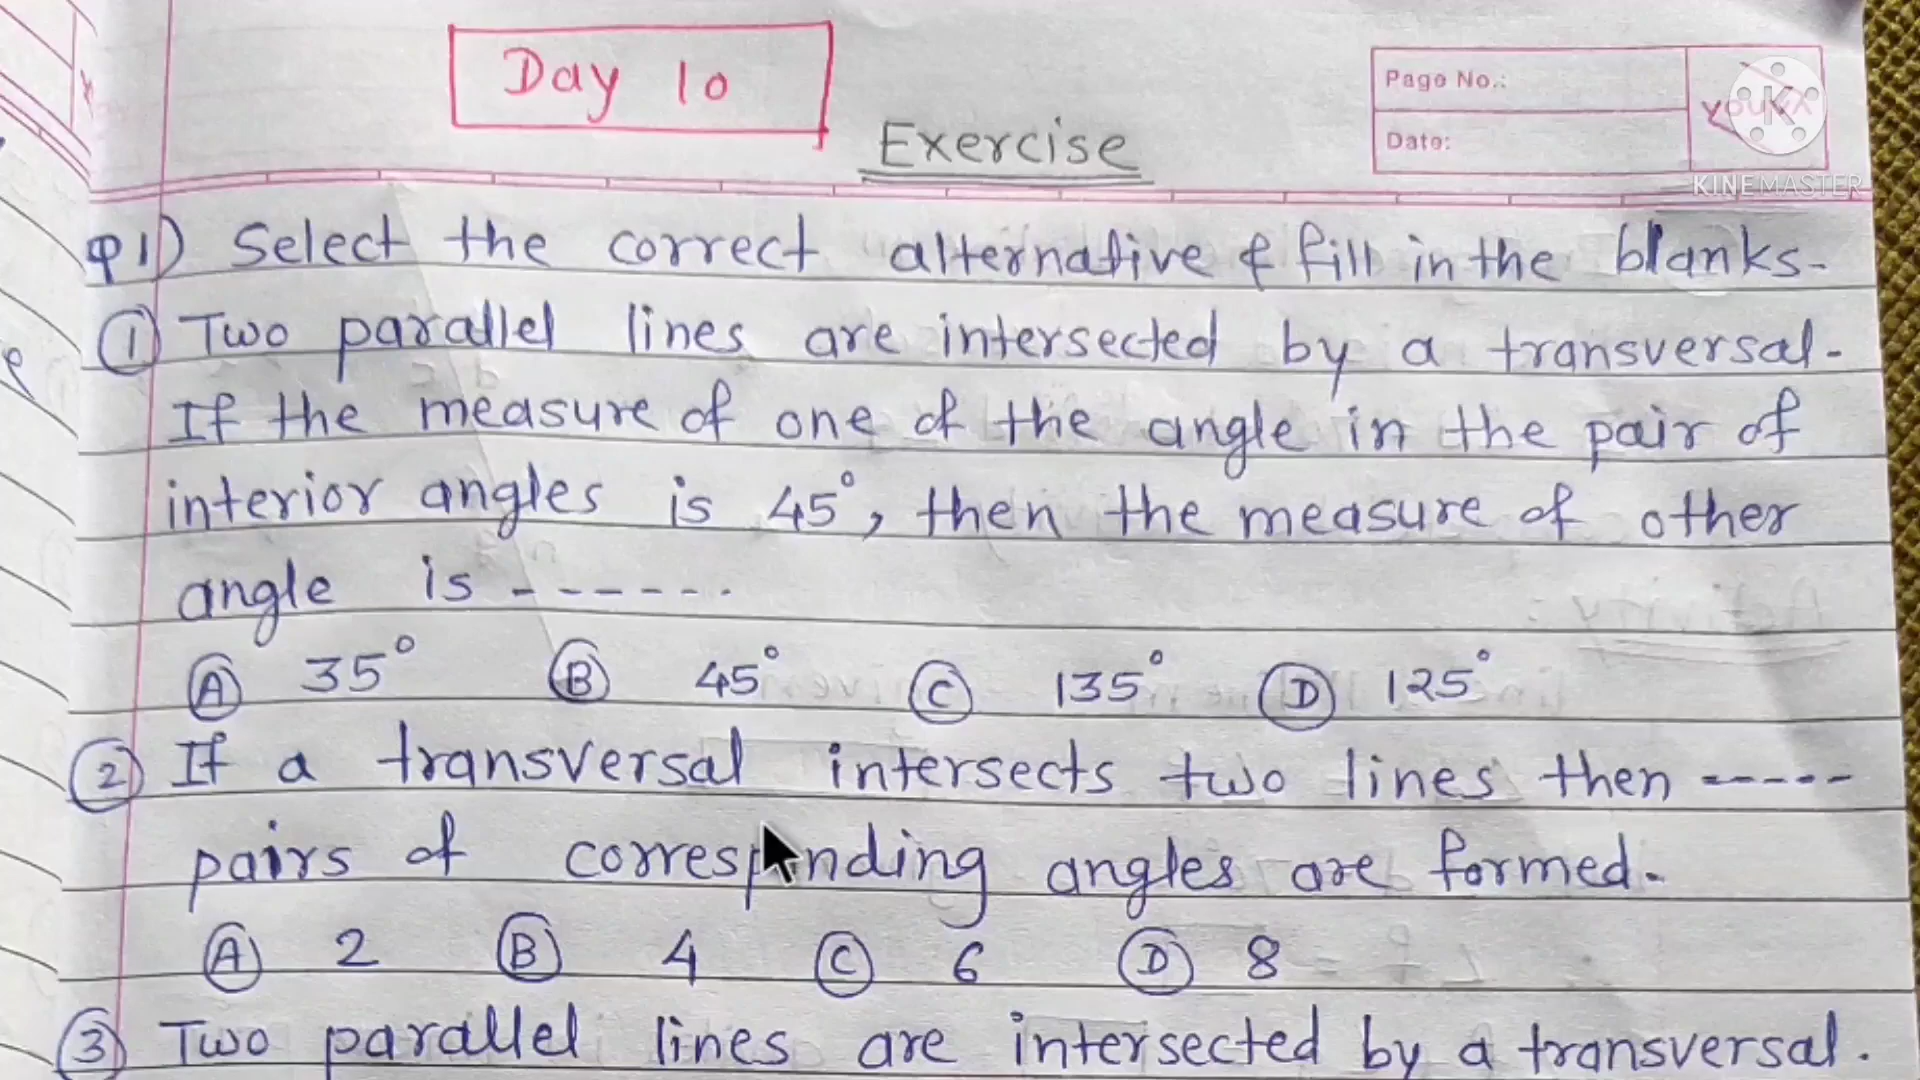 Day 10
Page No.:
Date:
YOUVA
K
KINEMASTER
Exercise
Q1) Select the correct alternative & fill in the blanks.
① Two parallel lines are intersected by a transversal.
If the measure of one of the angle in the pair of
interior angles is 45°, then the measure of other
angle is ------.
Ⓐ 35° Ⓑ 45° Ⓒ 135° Ⓓ 125°
② If a transversal intersects two lines then -----
pairs of corresponding angles are formed.
Ⓐ 2 Ⓑ 4 Ⓒ 6 Ⓓ 8
③ Two parallel lines are intersected by a transversal.